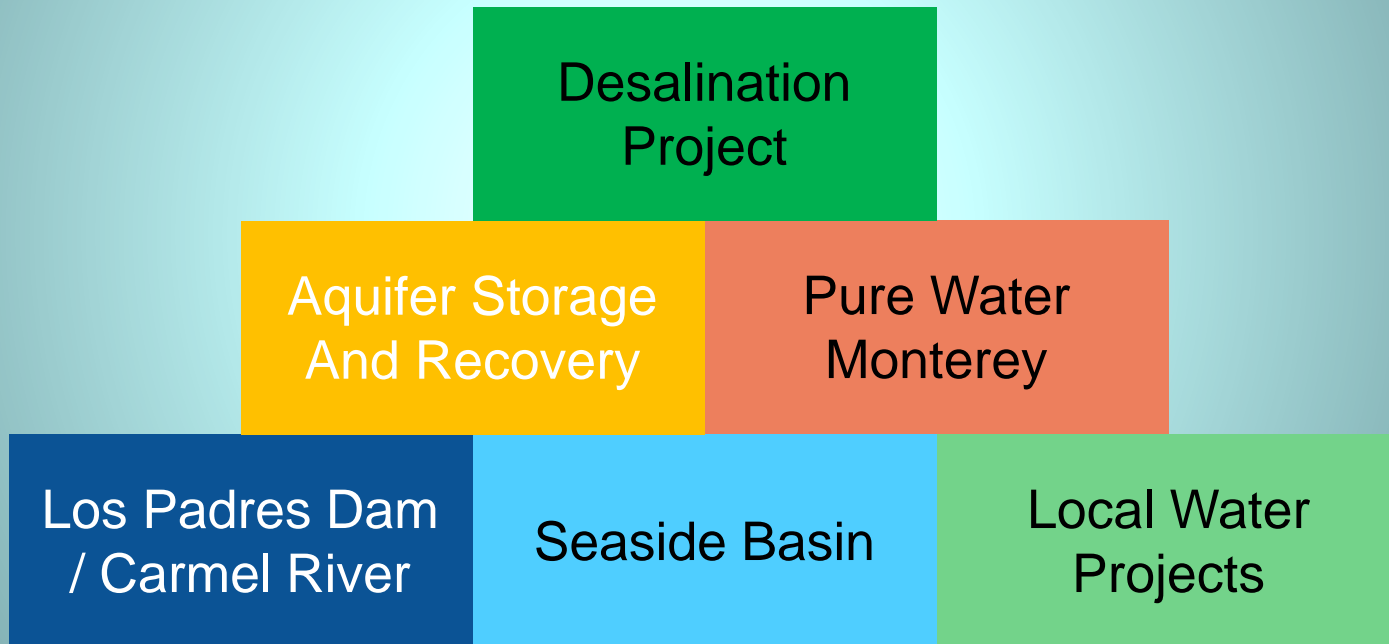 Desalination
Project
Aquifer Storage
And Recovery
Pure Water
Monterey
Los Padres Dam
/ Carmel River
Seaside Basin
Local Water
Projects